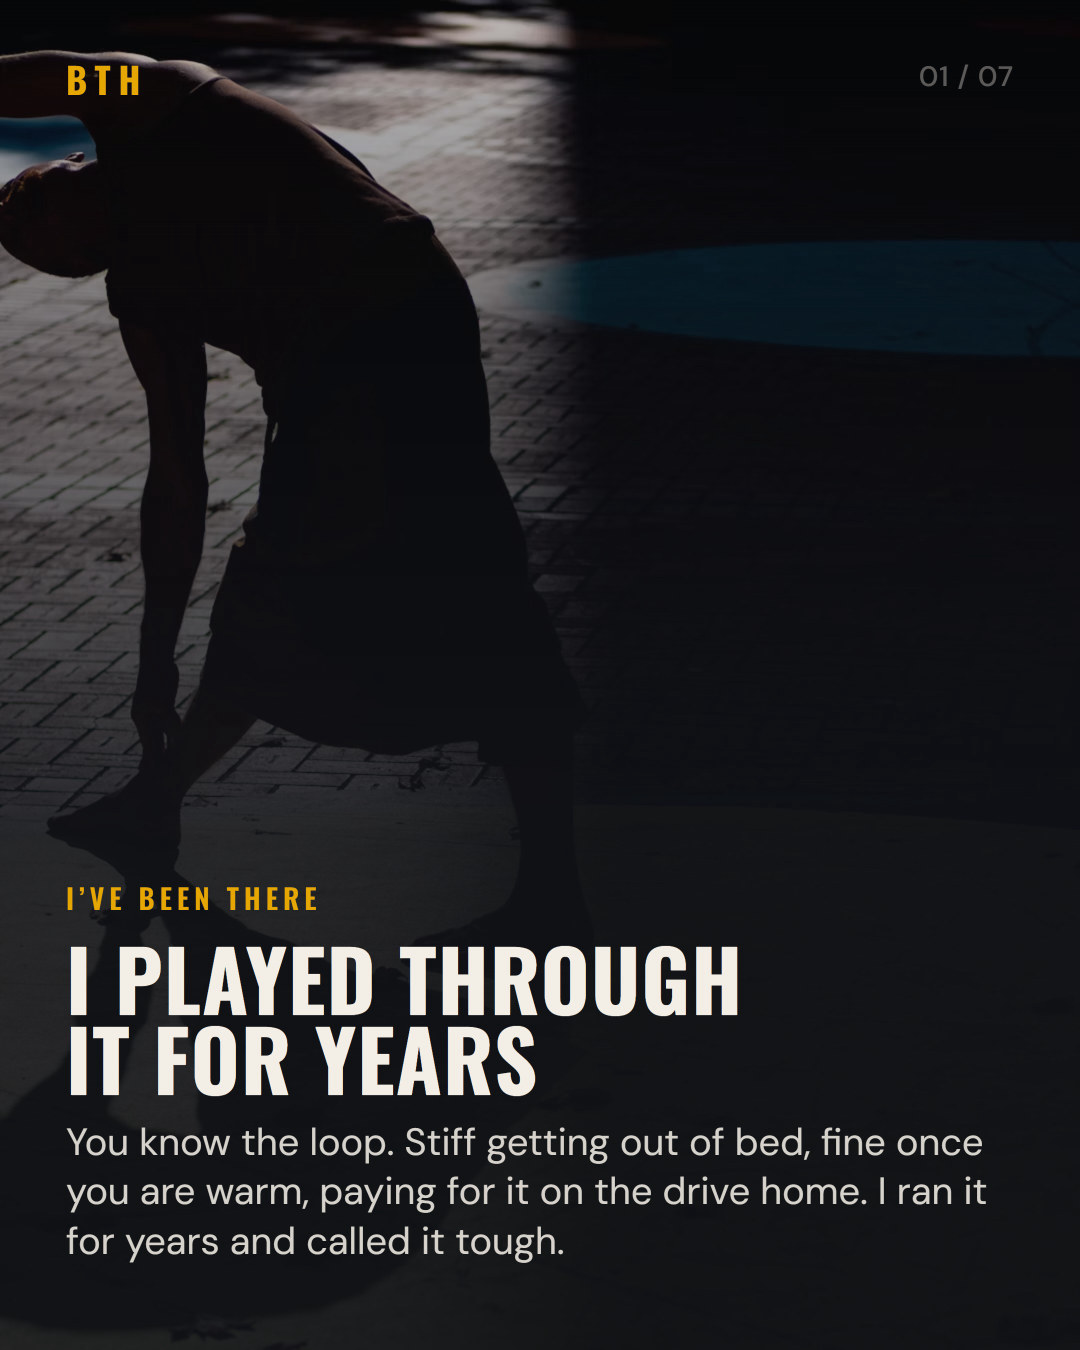 BTH
01 / 07
I’VE BEEN THERE
I PLAYED THROUGH
IT FOR YEARS
You know the loop. Stiff getting out of bed, fine once
you are warm, paying for it on the drive home. I ran it
for years and called it tough.